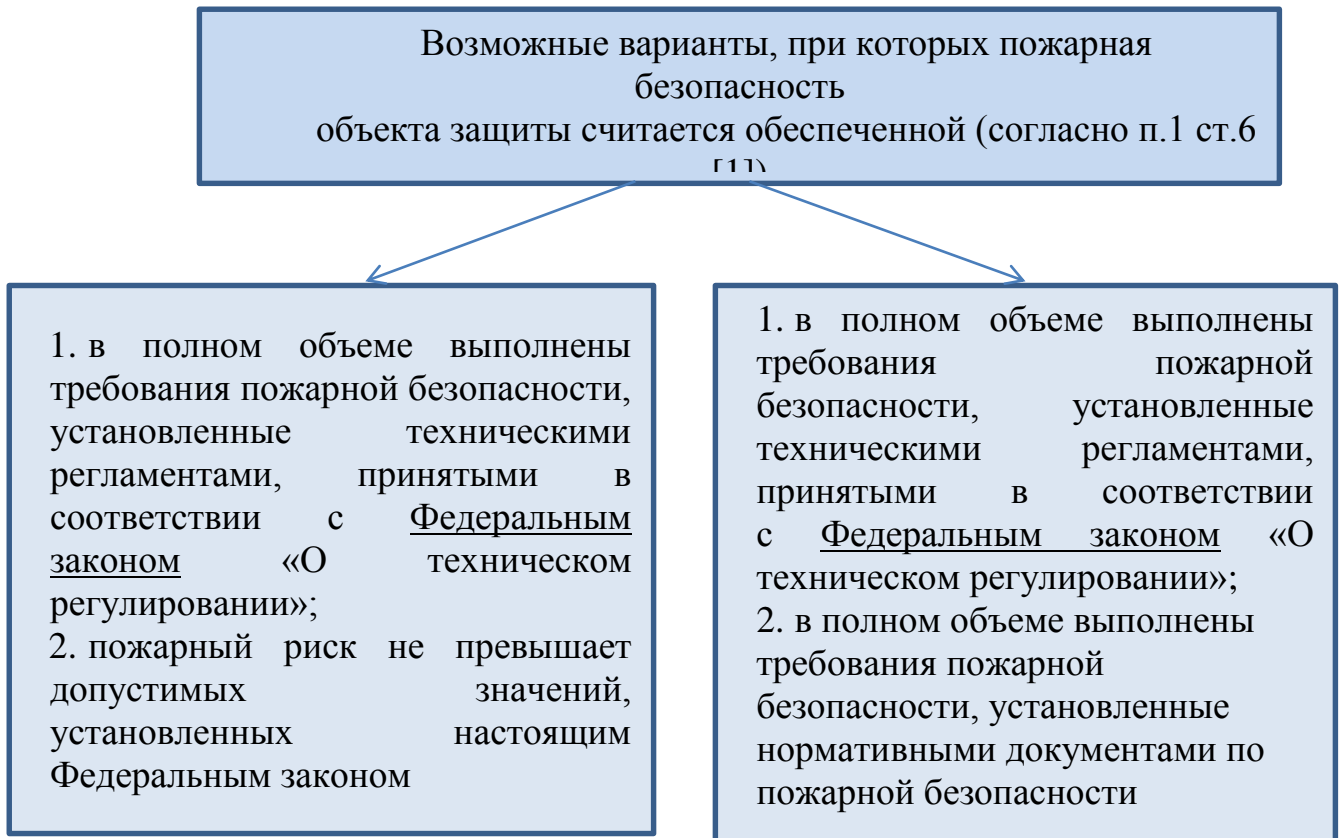 Возможные варианты, при которых пожарная
безопасность
объекта защиты считается обеспеченной (согласно п.1 ст.6
[1])
1. в полном объеме выполнены
требования пожарной безопасности,
установленные техническими
регламентами, принятыми в
соответствии с Федеральным
законом «О техническом
регулировании»;
2. пожарный риск не превышает
допустимых значений,
установленных настоящим
Федеральным законом
1. в полном объеме выполнены
требования пожарной
безопасности, установленные
техническими регламентами,
принятыми в соответствии
с Федеральным законом «О
техническом регулировании»;
2. в полном объеме выполнены
требования пожарной
безопасности, установленные
нормативными документами по
пожарной безопасности